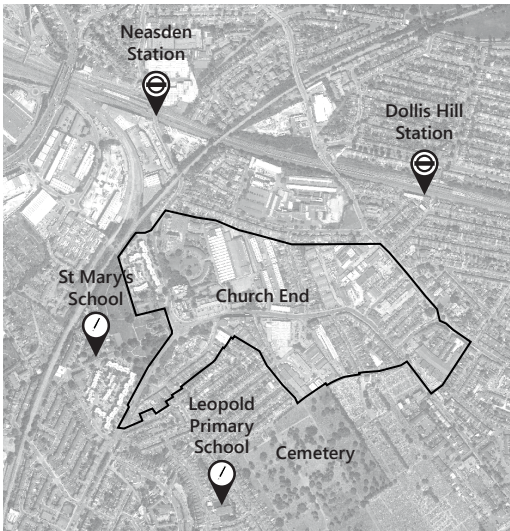 Neasden
Station
Dollis Hill
Station
St Mary's
School
Church End
Leopold
Primary
School
Cemetery